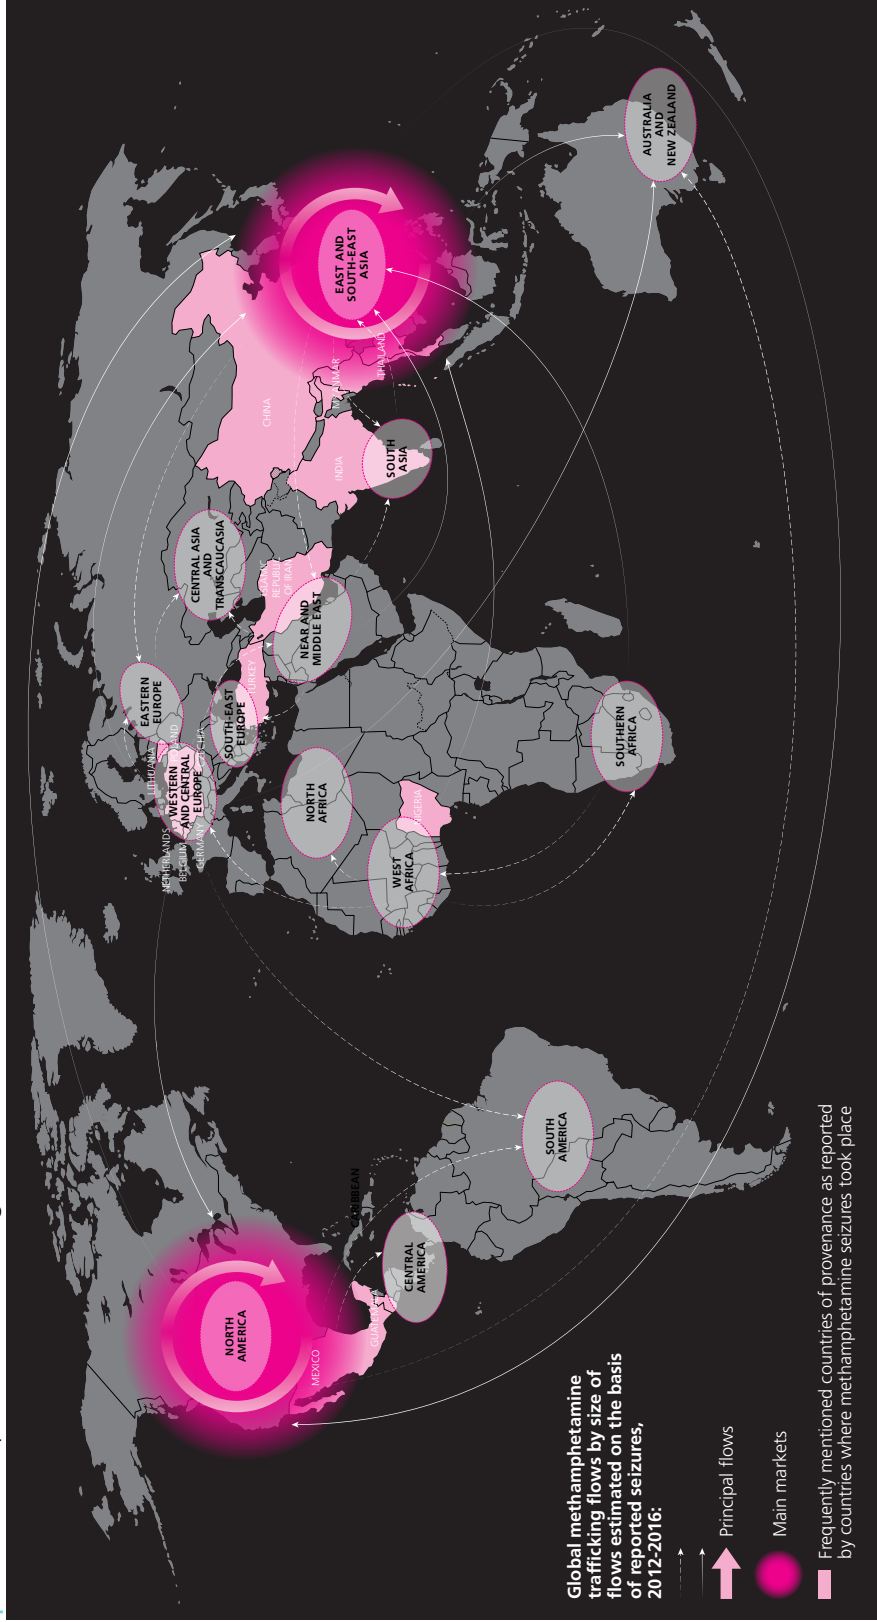 NORTH
AMERICA
MEXICO
GUATEMALA
CARIBBEAN
CENTRAL
AMERICA
SOUTH
AMERICA
NETHERLANDS
BELGIUM
GERMANY
LITHUANIA
POLAND
CZECHIA
WESTERN
AND CENTRAL
EUROPE
EASTERN
EUROPE
SOUTH-EAST
EUROPE
TURKEY
CENTRAL ASIA
AND
TRANSCAUCASIA
ISLAMIC
REPUBLIC
OF IRAN
NEAR AND
MIDDLE EAST
NORTH
AFRICA
WEST
AFRICA
NIGERIA
SOUTHERN
AFRICA
CHINA
INDIA
MYANMAR
THAILAND
SOUTH
ASIA
EAST AND
SOUTH-EAST
ASIA
AUSTRALIA
AND
NEW ZEALAND
Global methamphetamine
trafficking flows by size of
flows estimated on the basis
of reported seizures,
2012-2016:
Principal flows
Main markets
Frequently mentioned countries of provenance as reported
by countries where methamphetamine seizures took place